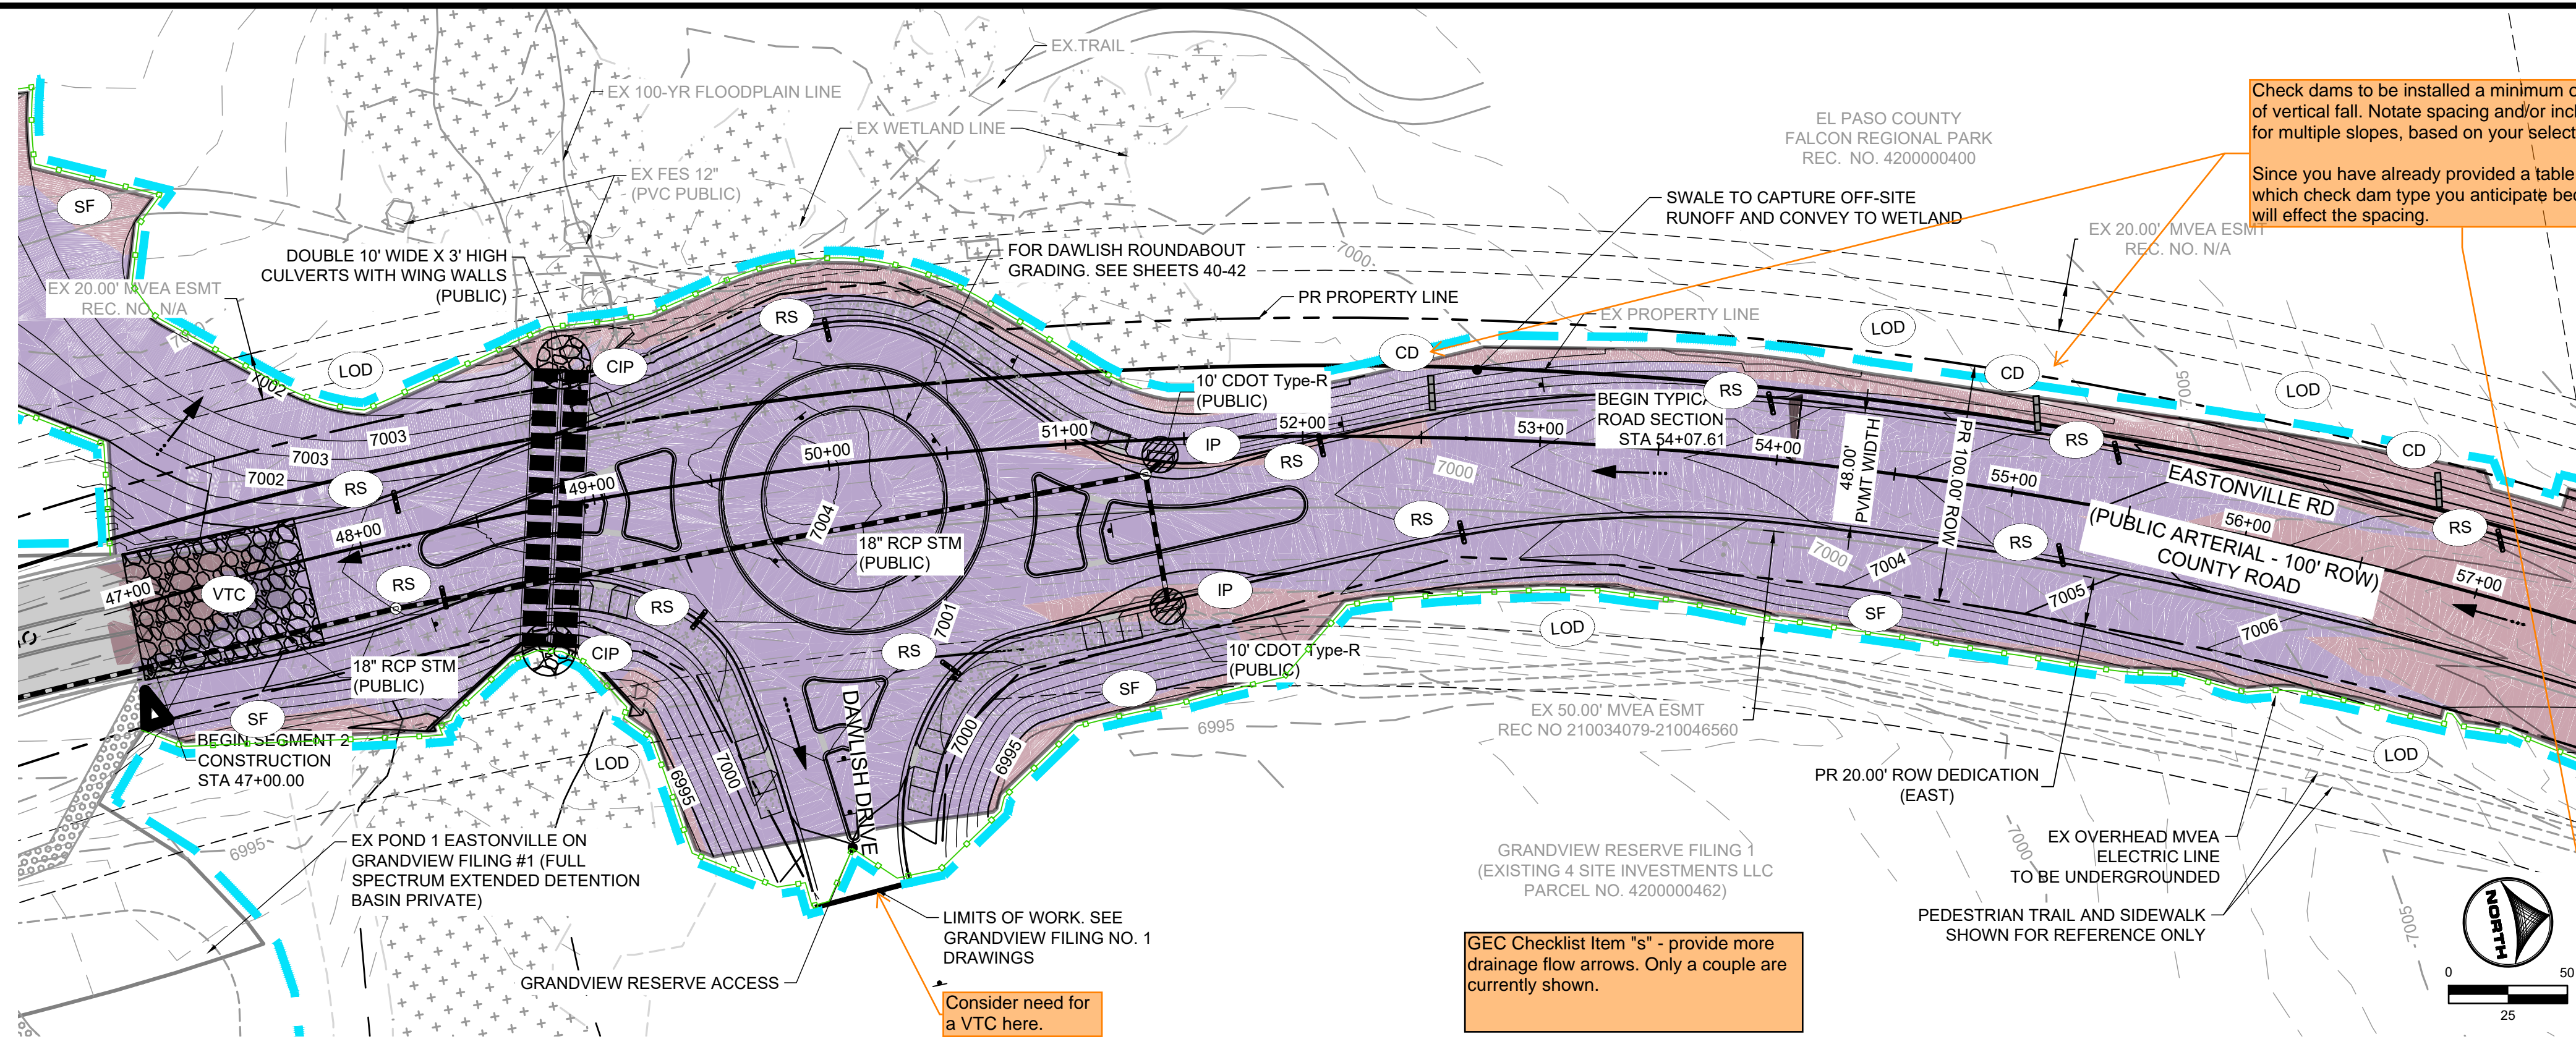 EX.TRAIL
EX 100-YR FLOODPLAIN LINE
EX WETLAND LINE
EX FES 12"
(PVC PUBLIC)
EL PASO COUNTY
FALCON REGIONAL PARK
REC. NO. 4200000400
Check dams to be installed a minimum
of vertical fall. Notate spacing and/or
for multiple slopes, based on your
Since you have already provided a table
which check dam type you anticipate
will effect the spacing.
SF
DOUBLE 10' WIDE X 3' HIGH
CULVERTS WITH WING WALLS
(PUBLIC)
FOR DAWLISH ROUNDABOUT
GRADING. SEE SHEETS 40-42
SWALE TO CAPTURE OFF-SITE
RUNOFF AND CONVEY TO WETLAND
EX 20.00' MVEA ESMT
REC. NO. N/A
7000
EX 20.00' MVEA ESMT
REC. NO. N/A
PR PROPERTY LINE
EX PROPERTY LINE
RS
LOD
CD
CD
LOD
LOD
CIP
7002
10' CDOT Type-R
(PUBLIC)
BEGIN TYPICA
ROAD SECTION
STA 54+07.61
RS
7005
7003
7003
7002
RS
50+00
51+00
52+00
53+00
54+00
55+00
56+00
57+00
IP
RS
7000
48.00'
PVMT WIDTH
PR 100.00' ROW
RS
CD
RS
EASTONVILLE RD
(PUBLIC ARTERIAL - 100' ROW)
COUNTY ROAD
49+00
48+00
47+00
7004
RS
RS
7000
7004
7005
7006
18" RCP STM
(PUBLIC)
VTC
RS
RS
IP
7001
RS
SF
LOD
CIP
10' CDOT Type-R
(PUBLIC)
18" RCP STM
(PUBLIC)
SF
SF
BEGIN SEGMENT 2
CONSTRUCTION
STA 47+00.00
LOD
6995
7000
DAWLISH DRIVE
7000
6995
6995
EX 50.00' MVEA ESMT
REC NO 210034079-210046560
LOD
PR 20.00' ROW DEDICATION
(EAST)
EX POND 1 EASTONVILLE ON
GRANDVIEW FILING #1 (FULL
SPECTRUM EXTENDED DETENTION
BASIN PRIVATE)
6995
GRANDVIEW RESERVE FILING 1
(EXISTING 4 SITE INVESTMENTS LLC
PARCEL NO. 4200000462)
7000
EX OVERHEAD MVEA
ELECTRIC LINE
TO BE UNDERGROUNDED
PEDESTRIAN TRAIL AND SIDEWALK
SHOWN FOR REFERENCE ONLY
7005
LIMITS OF WORK. SEE
GRANDVIEW FILING NO. 1
DRAWINGS
GRANDVIEW RESERVE ACCESS
Consider need for
a VTC here.
GEC Checklist Item "s" - provide more
drainage flow arrows. Only a couple are
currently shown.
NORTH
0
50
25